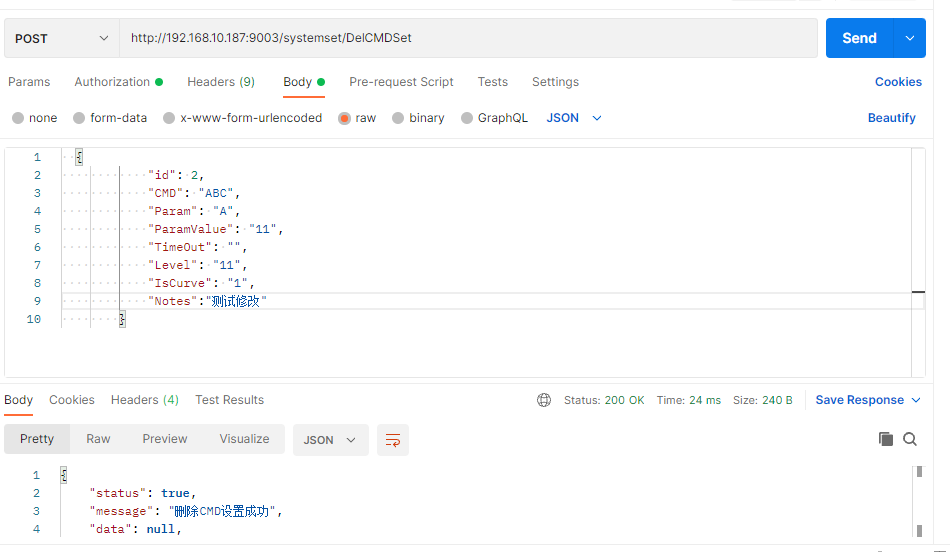 POST http://192.168.10.187:9003/systemset/DelCMDSet Send
Params Authorization Headers (9) Body Pre-request Script Tests Settings Cookies
none form-data x-www-form-urlencoded raw binary GraphQL JSON Beautify
1 {
2 "id": 2,
3 "CMD": "ABC",
4 "Param": "A",
5 "ParamValue": "11",
6 "TimeOut": "",
7 "Level": "11",
8 "IsCurve": "1",
9 "Notes":"测试修改"
10 }
Body Cookies Headers (4) Test Results Status: 200 OK Time: 24 ms Size: 240 B Save Response
Pretty Raw Preview Visualize JSON
1 {
2 "status": true,
3 "message": "删除CMD设置成功",
4 "data": null,